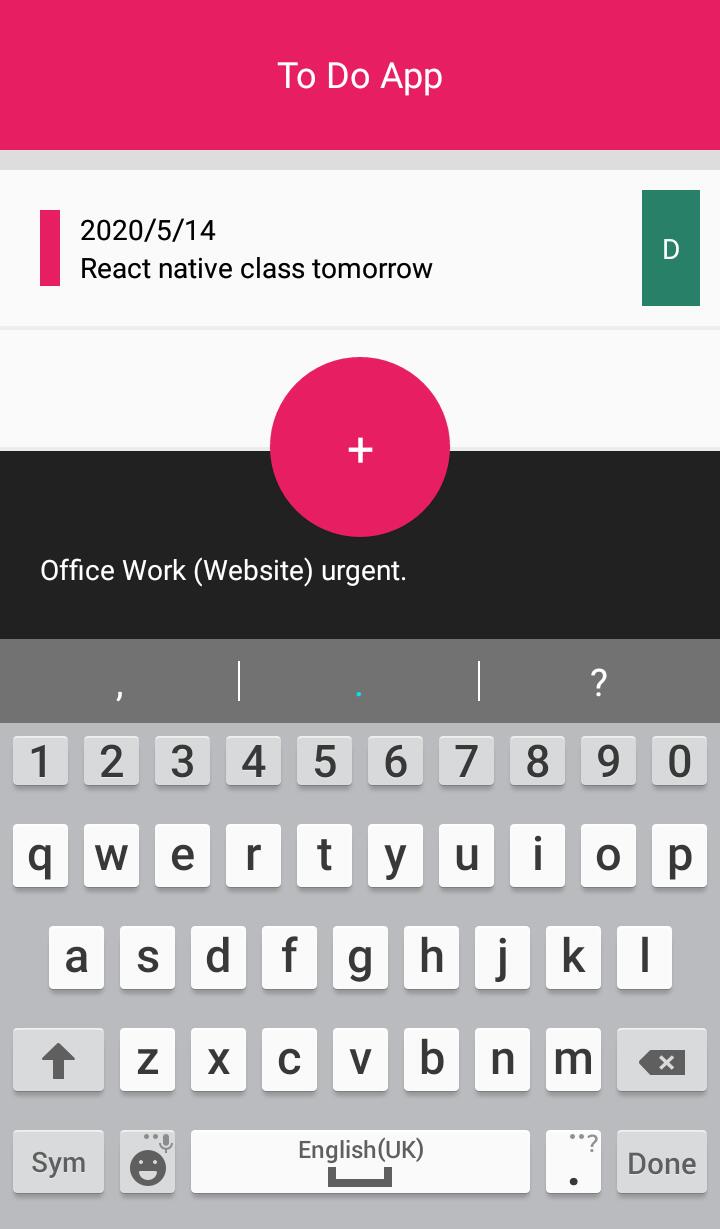 To Do App
2020/5/14
React native class tomorrow
D
+
Office Work (Website) urgent.
, . ?
1 2 3 4 5 6 7 8 9 0
q w e r t y u i o p
a s d f g h j k l
z x c v b n m
Sym English(UK) ? . Done